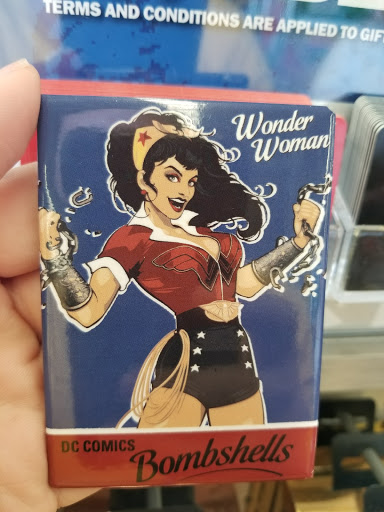 TERMS AND CONDITIONS ARE APPLIED TO GIF
Wonder
Woman
DC COMICS
Bombshells